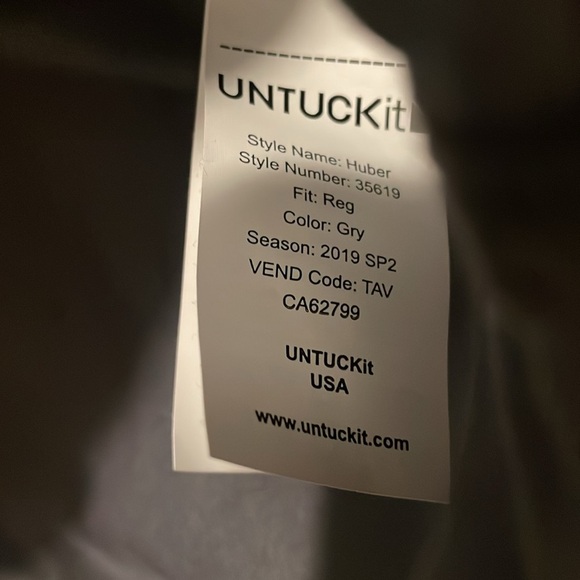 UNTUCKit
Style Name: Huber
Style Number: 35619
Fit: Reg
Color: Gry
Season: 2019 SP2
VEND Code: TAV
CA62799
UNTUCKit
USA
www.untuckit.com